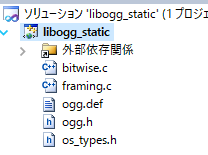 ソリューション 'libogg_static' (1 プロジェ
libogg_static
外部依存関係
bitwise.c
framing.c
ogg.def
ogg.h
os_types.h